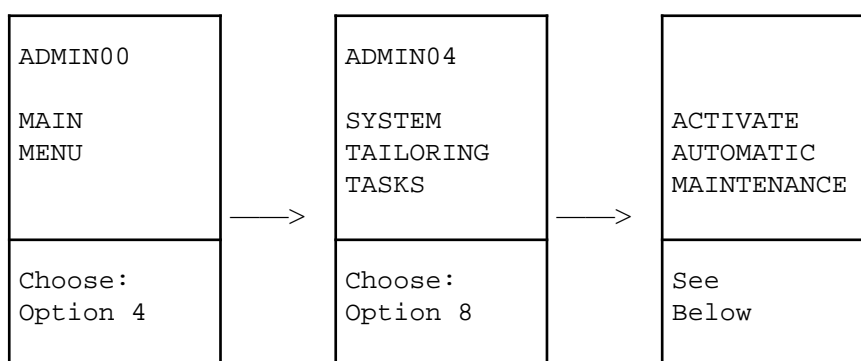 ADMIN00
MAIN
MENU
Choose:
Option 4
————>
ADMIN04
SYSTEM
TAILORING
TASKS
Choose:
Option 8
————>
ACTIVATE
AUTOMATIC
MAINTENANCE
See
Below